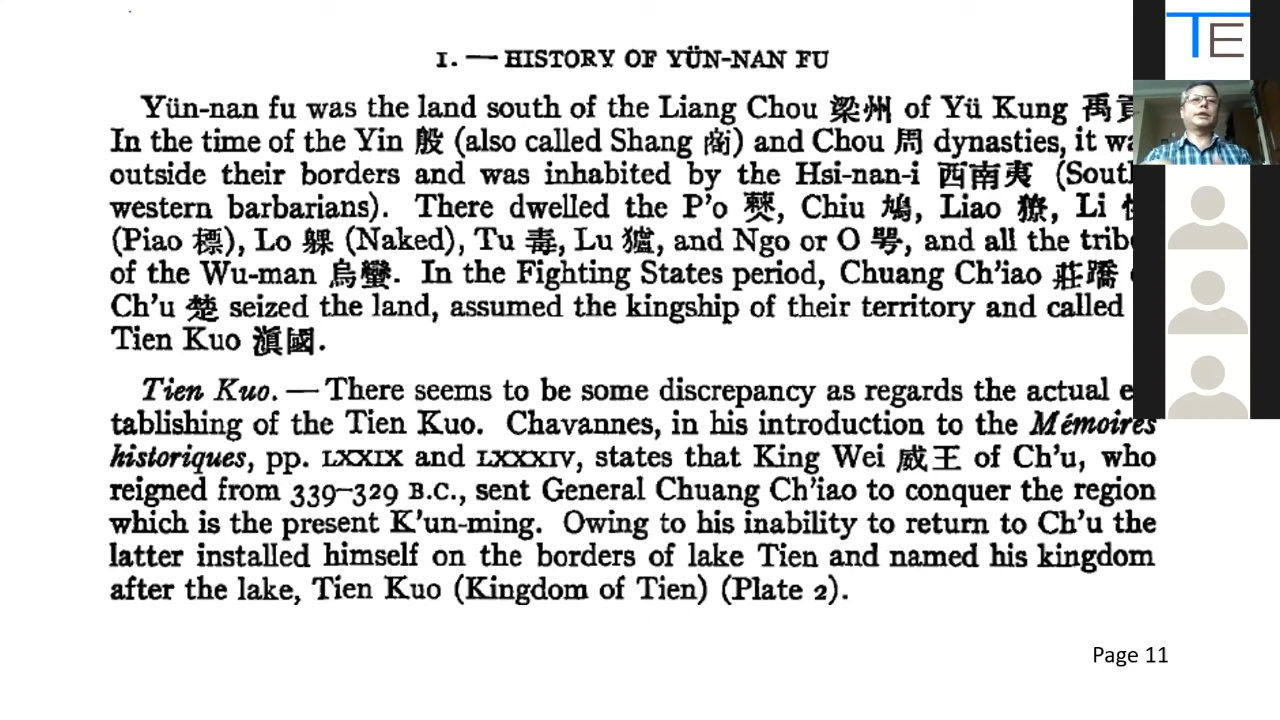 1. — HISTORY OF YÜN-NAN FU
Yün-nan fu was the land south of the Liang Chou 梁州 of Yü Kung 禹貢
In the time of the Yin 殷 (also called Shang 商) and Chou 周 dynasties, it wa
outside their borders and was inhabited by the Hsi-nan-i 西南夷 (South
western barbarians). There dwelled the P'o 僰, Chiu 鳩, Liao 獠, Li
(Piao 標), Lo 躶 (Naked), Tu 毒, Lu 獹, and Ngo or O, and all the tribe
of the Wu-man 烏蠻. In the Fighting States period, Chuang Ch'iao 莊蹻
Ch'u 楚 seized the land, assumed the kingship of their territory and called
Tien Kuo 滇國.
Tien Kuo. — There seems to be some discrepancy as regards the actual e
tablishing of the Tien Kuo. Chavannes, in his introduction to the Mémoires
historiques, pp. LXXIX and LXXXIV, states that King Wei 威王 of Ch'u, who
reigned from 339–329 B.C., sent General Chuang Ch'iao to conquer the region
which is the present K'un-ming. Owing to his inability to return to Ch'u the
latter installed himself on the borders of lake Tien and named his kingdom
after the lake, Tien Kuo (Kingdom of Tien) (Plate 2).
Page 11
TE